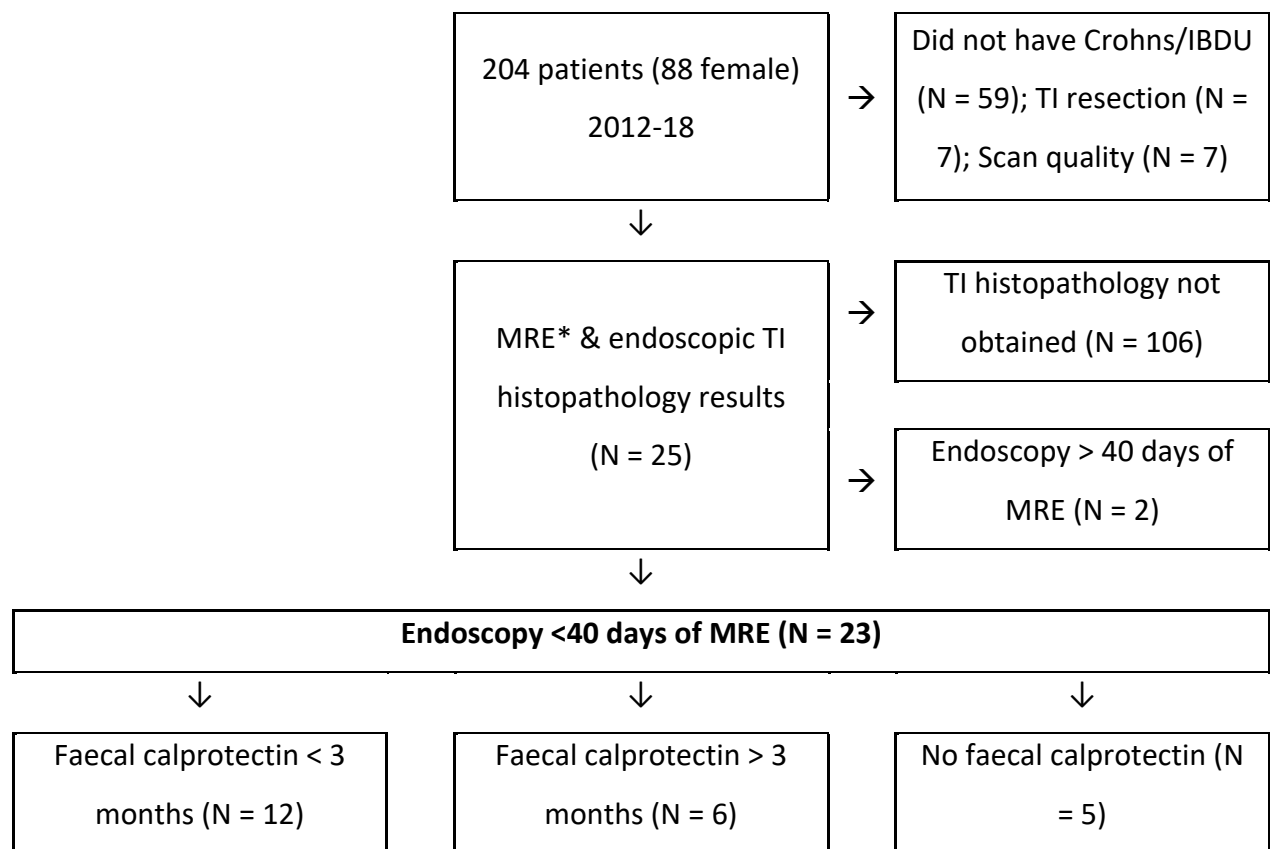 204 patients (88 female)
2012-18
→
Did not have Crohns/IBDU
(N = 59); TI resection (N =
7); Scan quality (N = 7)
↓
MRE* & endoscopic TI
histopathology results
(N = 25)
→
TI histopathology not
obtained (N = 106)
→
Endoscopy > 40 days of
MRE (N = 2)
↓
Endoscopy <40 days of MRE (N = 23)
↓
↓
↓
Faecal calprotectin < 3
months (N = 12)
Faecal calprotectin > 3
months (N = 6)
No faecal calprotectin (N
= 5)